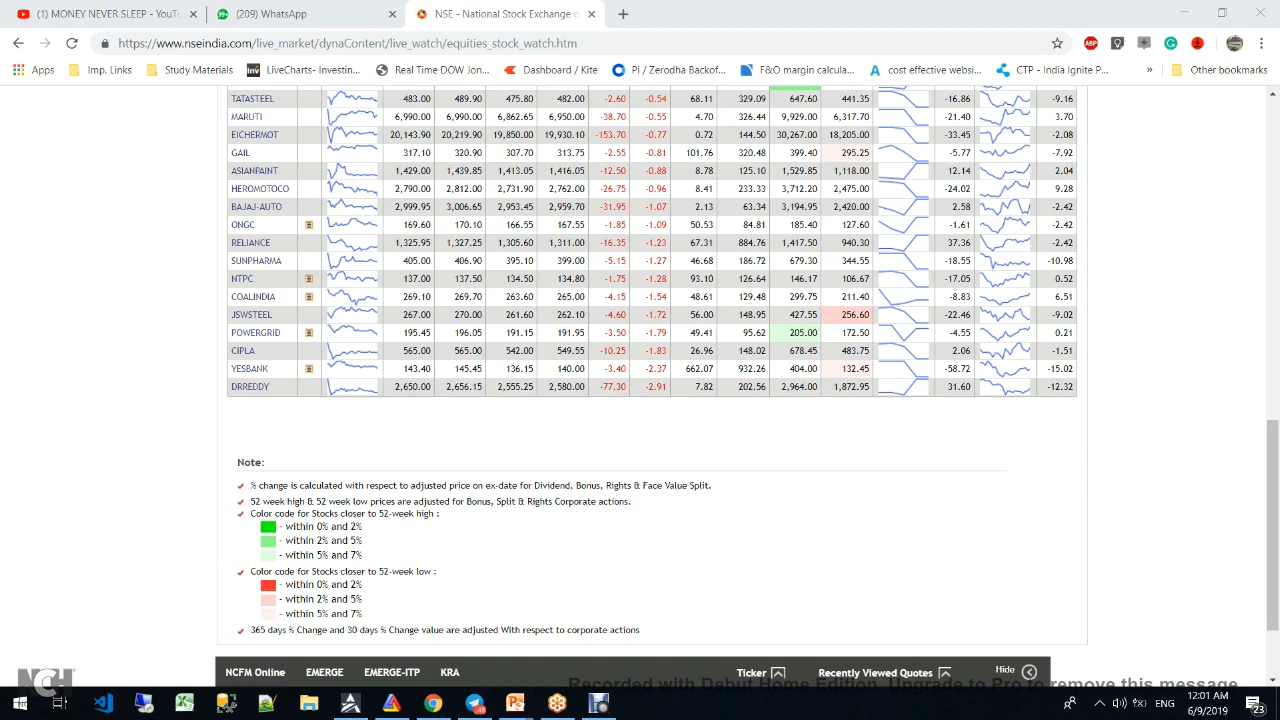 (1) MONEY NEVER SLEEP - YouTu
(209) WhatsApp
NSE - National Stock Exchange o
https://www.nseindia.com/live_market/dynaContent/live_watch/equities_stock_watch.htm
Apps Imp. Links Study Materials LiveCharts- Investin... Real Time DOW Jon... Dashboard / Kite Pi / Zerodha Backof... F&O margin calcula... cost effective websi... CTP - India Ignite P... » Other bookmarks
TATASTEEL 483.00 489.90 475.80 482.00 -2.60 -0.54 68.11 329.09 647.60 441.35 -16.86 -9.16
MARUTI 6,990.00 6,990.00 6,862.65 6,950.00 -38.70 -0.55 4.70 326.44 9,929.00 6,317.70 -21.40 3.70
EICHERMOT 20,143.90 20,219.90 19,850.00 19,930.10 -153.70 -0.77 0.72 144.50 30,267.00 18,205.00 -33.45 -2.08
GAIL 317.10 320.90 307.70 313.75 -2.55 -0.81 101.76 320.48 399.40 295.25 -5.77 -7.92
ASIANPAINT 1,429.00 1,439.85 1,413.05 1,416.05 -12.50 -0.88 8.78 125.10 1,529.85 1,118.00 12.14 2.04
HEROMOTOCO 2,790.00 2,812.00 2,731.90 2,762.00 -26.75 -0.96 8.41 233.33 3,712.20 2,475.00 -24.02 9.28
BAJAJ-AUTO 2,999.95 3,006.65 2,953.45 2,959.70 -31.95 -1.07 2.13 63.34 3,194.95 2,420.00 2.58 -2.42
ONGC 169.60 170.10 166.55 167.55 -1.85 -1.09 50.53 84.81 185.40 127.60 -1.61 -2.42
RELIANCE 1,325.95 1,327.25 1,305.60 1,311.00 -16.35 -1.23 67.31 884.76 1,417.50 940.30 37.36 -2.42
SUNPHARMA 405.00 406.90 395.10 399.00 -5.15 -1.27 46.68 186.72 679.30 344.55 -18.55 -10.98
NTPC 137.00 137.50 134.50 134.80 -1.75 -1.28 93.10 126.64 146.17 106.67 -17.05 0.52
COALINDIA 269.10 269.70 263.60 265.00 -4.15 -1.54 48.61 129.48 299.75 211.40 -8.83 6.51
JSWSTEEL 267.00 270.00 261.60 262.10 -4.60 -1.72 56.00 148.95 427.55 256.60 -22.46 -9.02
POWERGRID 195.45 196.05 191.15 191.95 -3.50 -1.79 49.41 95.62 205.00 172.50 -4.55 0.21
CIPLA 565.00 565.00 542.00 549.55 -10.25 -1.83 26.96 148.02 678.45 483.75 2.06 -1.51
YESBANK 143.40 145.45 136.15 140.00 -3.40 -2.37 662.07 932.26 404.00 132.45 -58.72 -15.02
DRREDDY 2,650.00 2,656.15 2,555.25 2,580.00 -77.30 -2.91 7.82 202.56 2,964.00 1,872.95 31.60 -12.32
Note:
% change is calculated with respect to adjusted price on ex-date for Dividend, Bonus, Rights & Face Value Split.
52 week high & 52 week low prices are adjusted for Bonus, Split & Rights Corporate actions.
Color code for Stocks closer to 52-week high :
- within 0% and 2%
- within 2% and 5%
- within 5% and 7%
Color code for Stocks closer to 52-week low :
- within 0% and 2%
- within 2% and 5%
- within 5% and 7%
365 days % Change and 30 days % Change value are adjusted With respect to corporate actions
NCFM Online EMERGE EMERGE-ITP KRA Ticker Recently Viewed Quotes Hide
NCH
Recorded with Debut Home Edition. Upgrade to Pro to remove this message
ENG
12:01 AM
6/9/2019